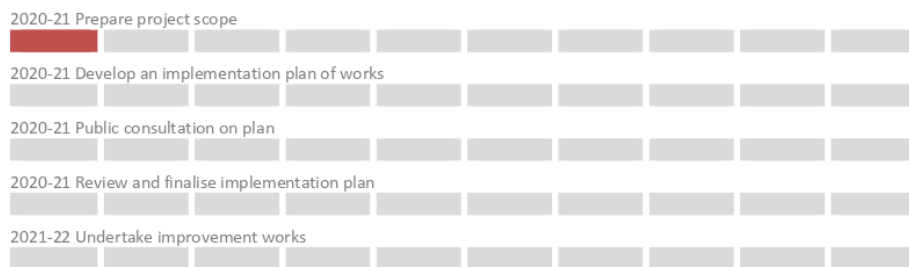 2020-21 Prepare project scope
2020-21 Develop an implementation plan of works
2020-21 Public consultation on plan
2020-21 Review and finalise implementation plan
2021-22 Undertake improvement works